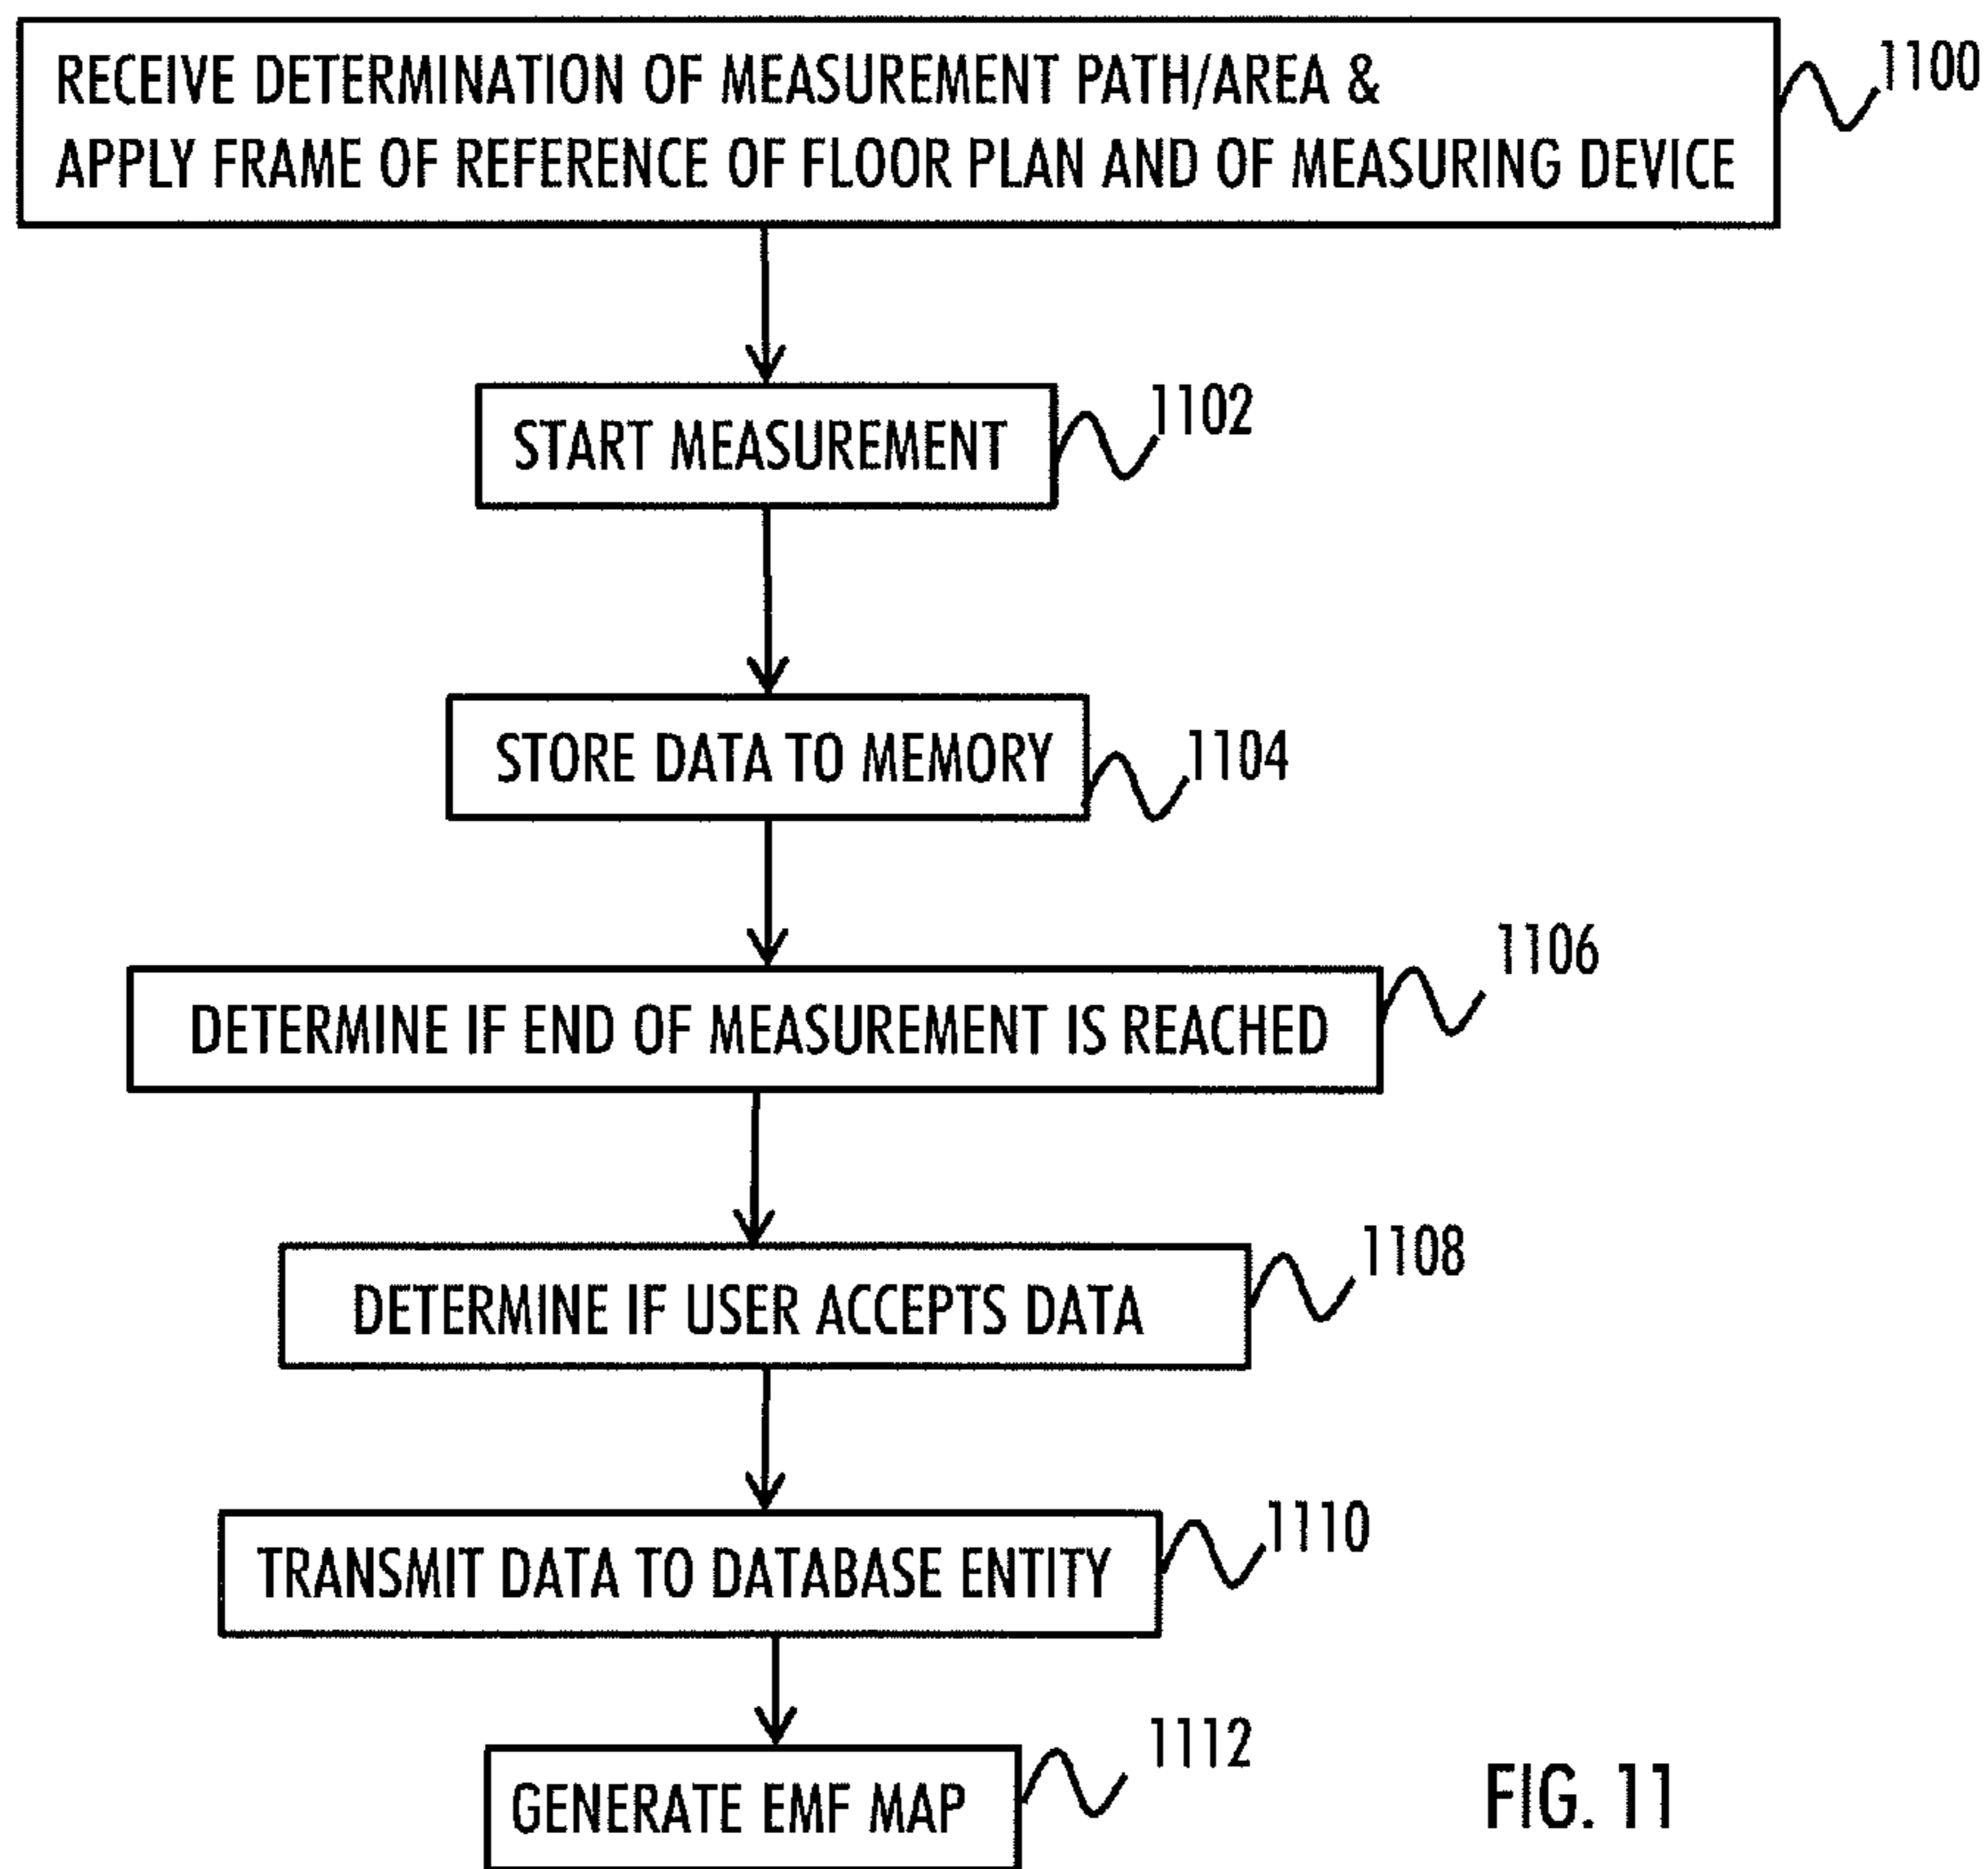 RECEIVE DETERMINATION OF MEASUREMENT PATH/AREA &
APPLY FRAME OF REFERENCE OF FLOOR PLAN AND OF MEASURING DEVICE
1100
START MEASUREMENT
1102
STORE DATA TO MEMORY
1104
DETERMINE IF END OF MEASUREMENT IS REACHED
1106
DETERMINE IF USER ACCEPTS DATA
1108
TRANSMIT DATA TO DATABASE ENTITY
1110
GENERATE EMF MAP
1112
FIG. 11